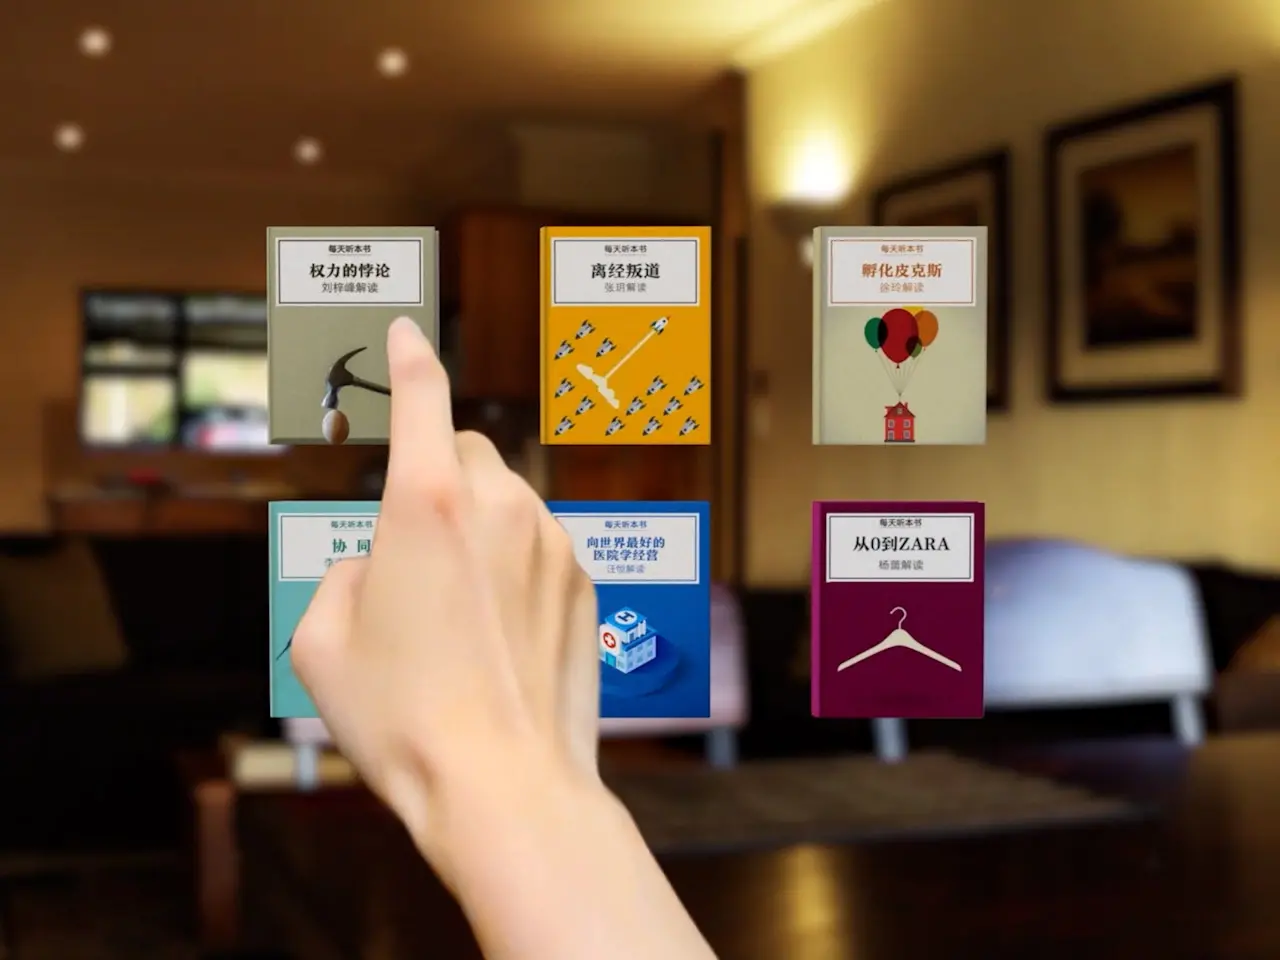 每天听本书
权力的悖论
刘梓峰解读
每天听本书
离经叛道
张玥解读
每天听本书
孵化皮克斯
徐玲解读
每天听本书
协 同
每天听本书
向世界最好的
医院学经营
汪恒解读
每天听本书
从0到ZARA
杨蕾解读
H